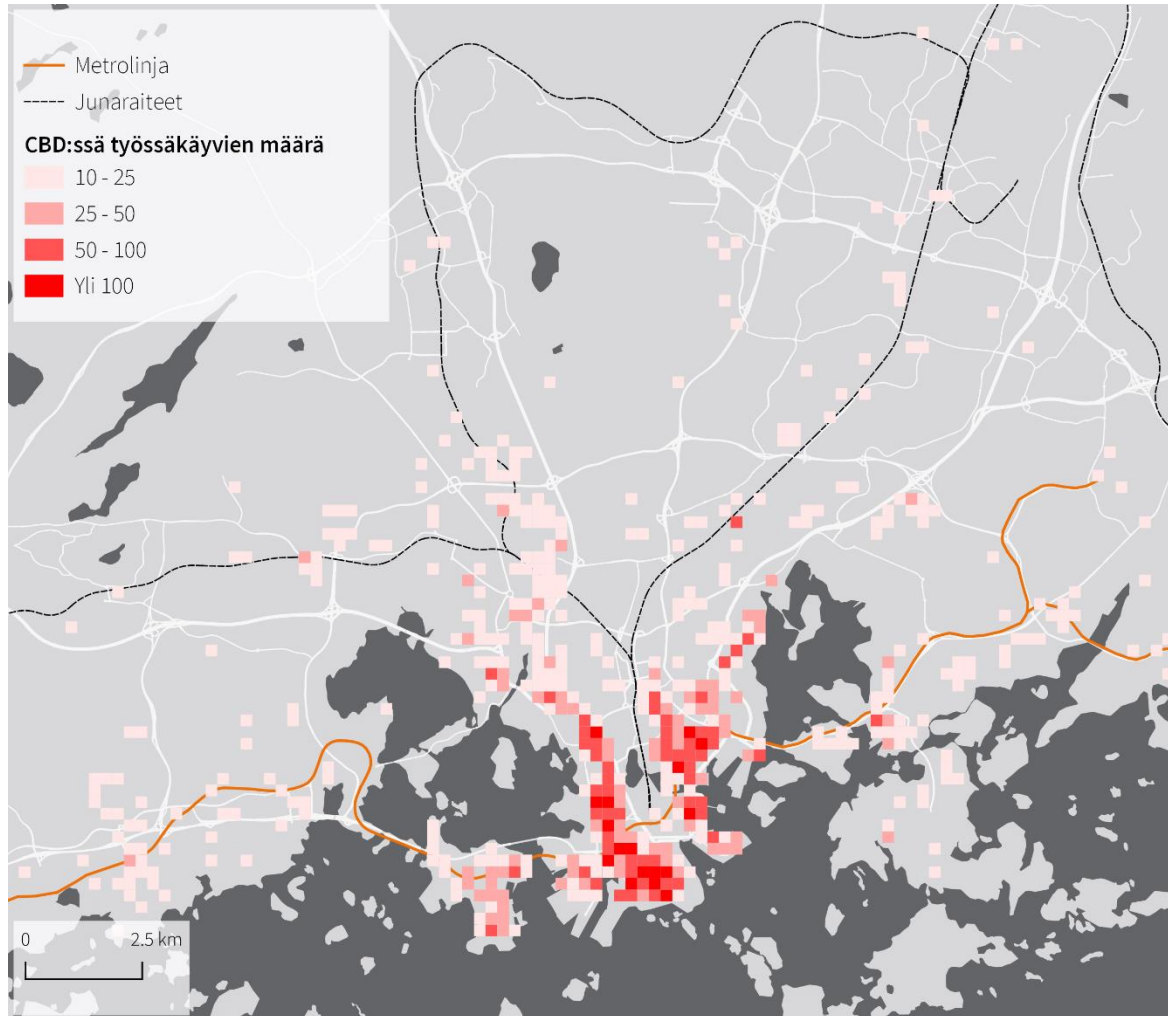 Metrolinja
Junaraiteet
CBD:ssä työssäkäyvien määrä
10 - 25
25 - 50
50 - 100
Yli 100
0 2.5 km